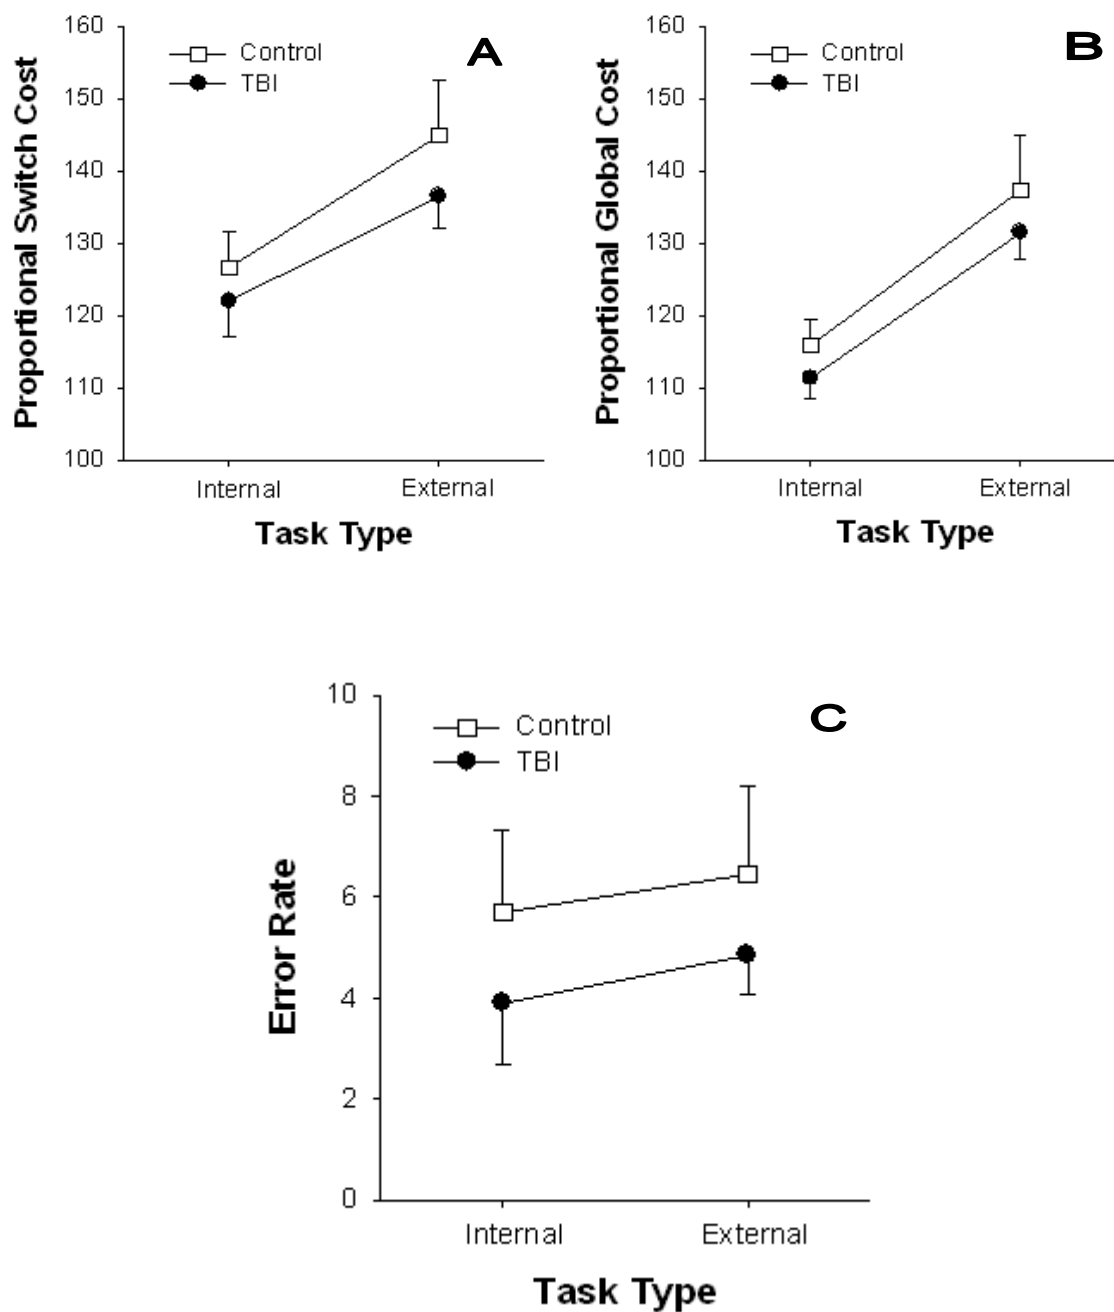 160
150
140
130
120
110
100
Proportional Switch Cost
Control
TBI
A
Internal
External
Task Type
160
150
140
130
120
110
100
Proportional Global Cost
Control
TBI
B
Internal
External
Task Type
10
8
6
4
2
0
Error Rate
Control
TBI
C
Internal
External
Task Type